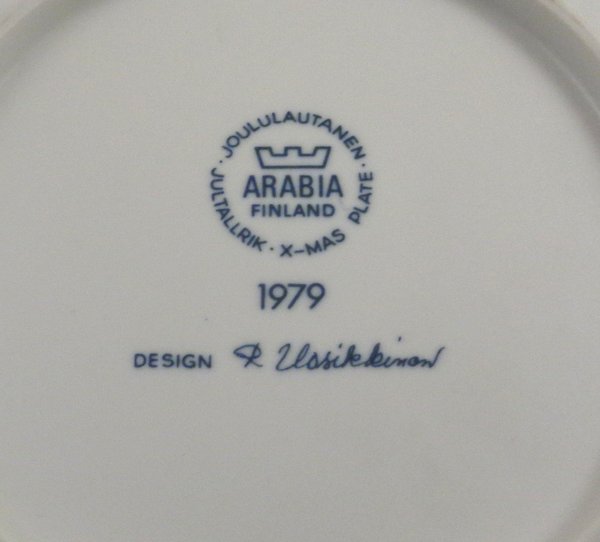 JOULULAUTANEN · X-MAS PLATE · JULTALLRIK ·
ARABIA
FINLAND
1979
DESIGN R Uosikkinen